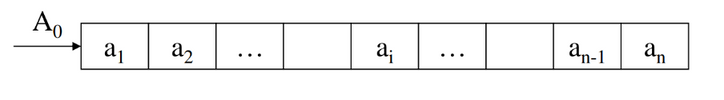 A₀
a₁ a₂ … aᵢ … aₙ₋₁ aₙ